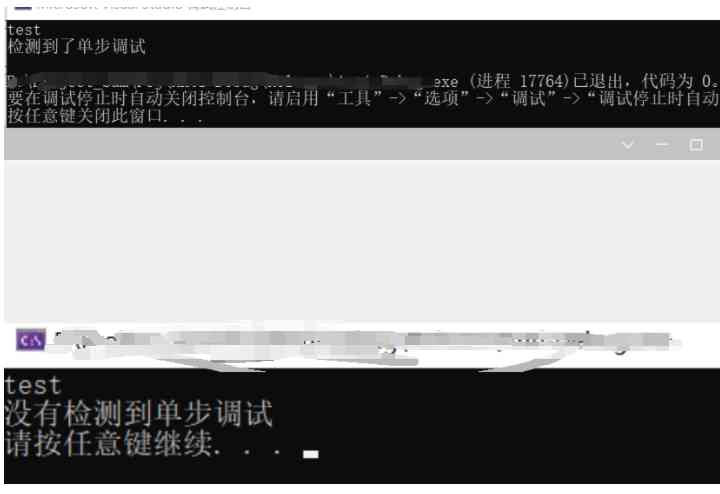 test
检测到了单步调试
exe (进程 17764)已退出，代码为 0。
要在调试停止时自动关闭控制台，请启用“工具”->“选项”->“调试”->“调试停止时自动
按任意键关闭此窗口. . .
test
没有检测到单步调试
请按任意键继续. . .